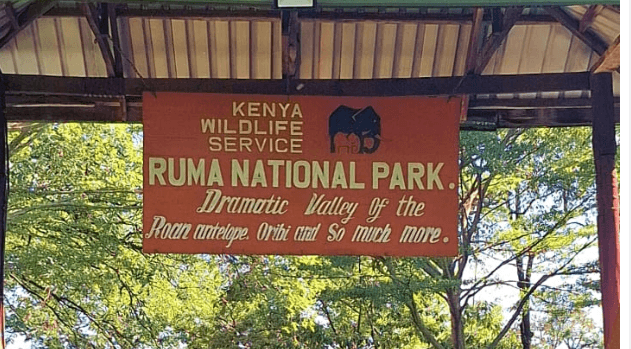 KENYA
WILDLIFE
SERVICE
RUMA NATIONAL PARK.
Dramatic Valley Of the
Roan antelope. Oribi and So much more.